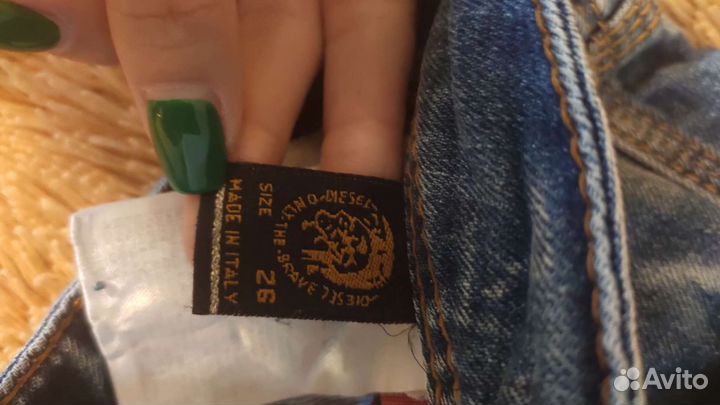 DIESEL ONLY THE BRAVE DIESEL
SIZE 26
MADE IN ITALY
Avito